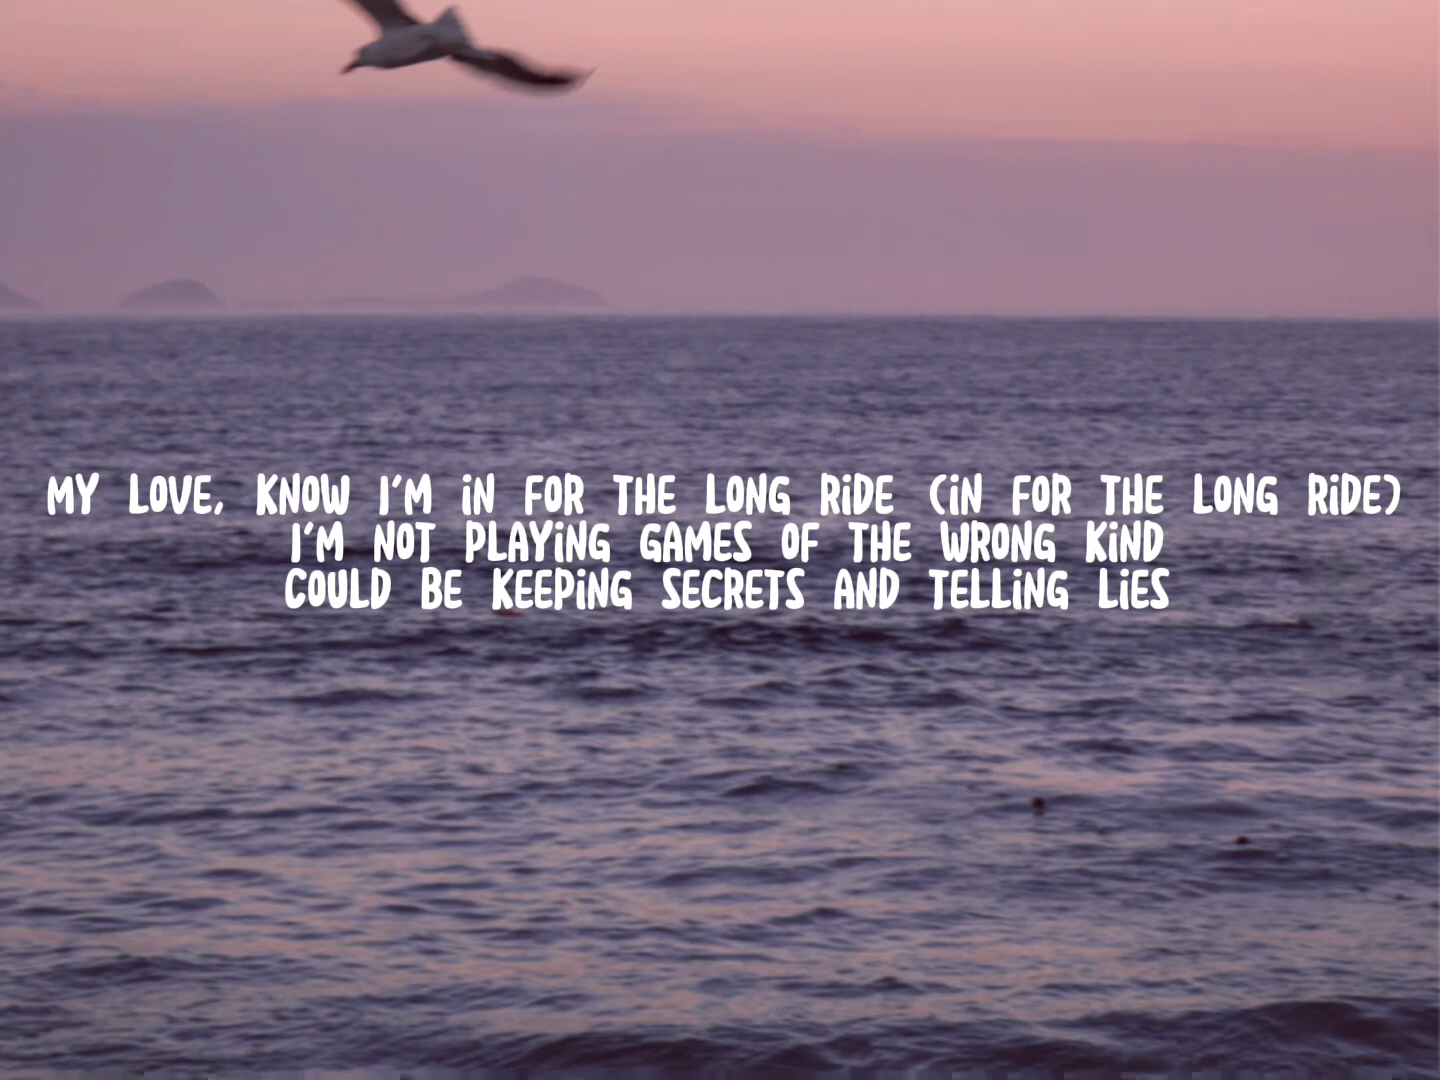 MY LOVE, KNOW I'M IN FOR THE LONG RIDE (IN FOR THE LONG RIDE)
I'M NOT PLAYING GAMES OF THE WRONG KIND
COULD BE KEEPING SECRETS AND TELLING LIES